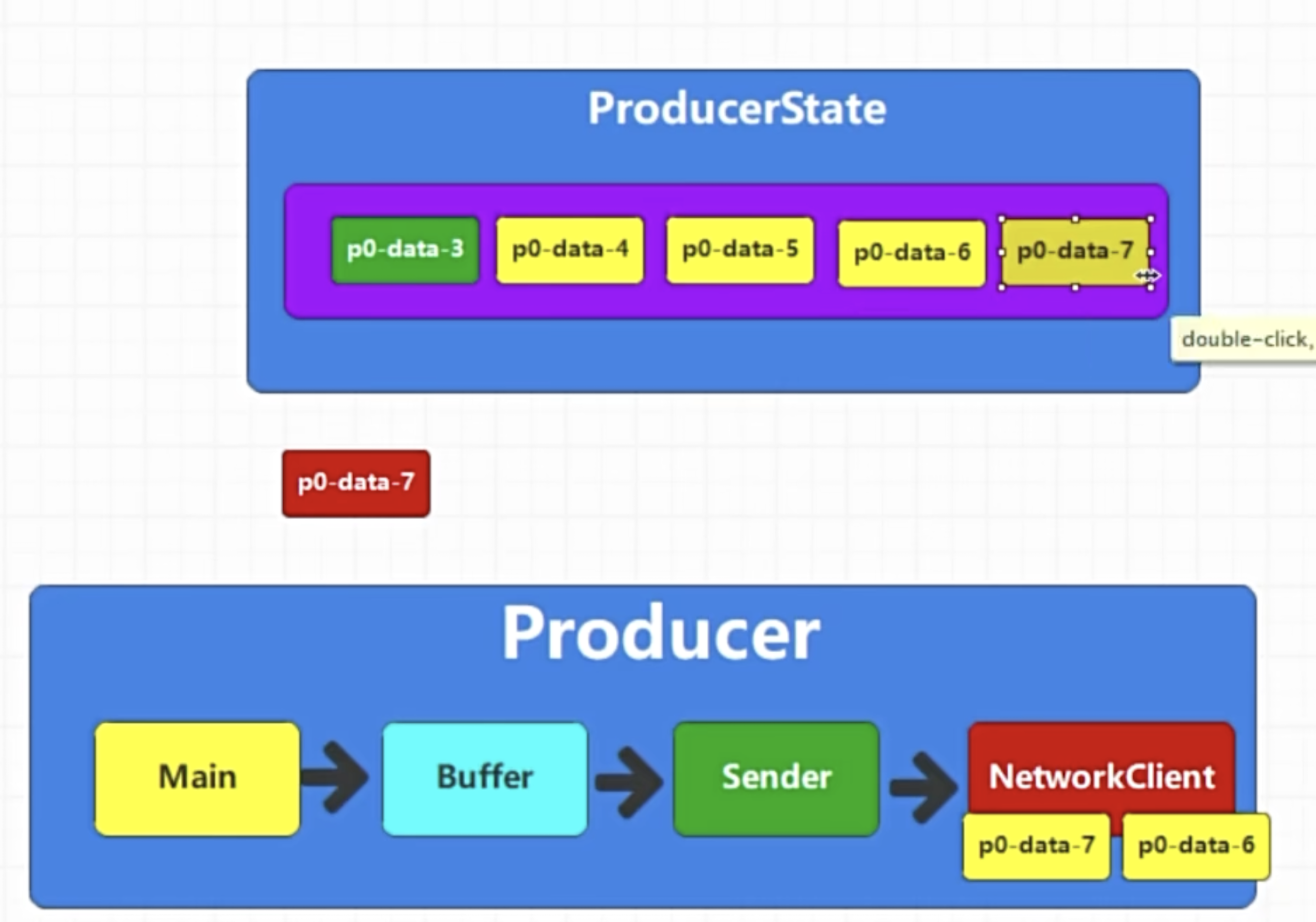 ProducerState
p0-data-3 p0-data-4 p0-data-5 p0-data-6 p0-data-7
double-click,
p0-data-7
Producer
Main Buffer Sender NetworkClient
p0-data-7 p0-data-6